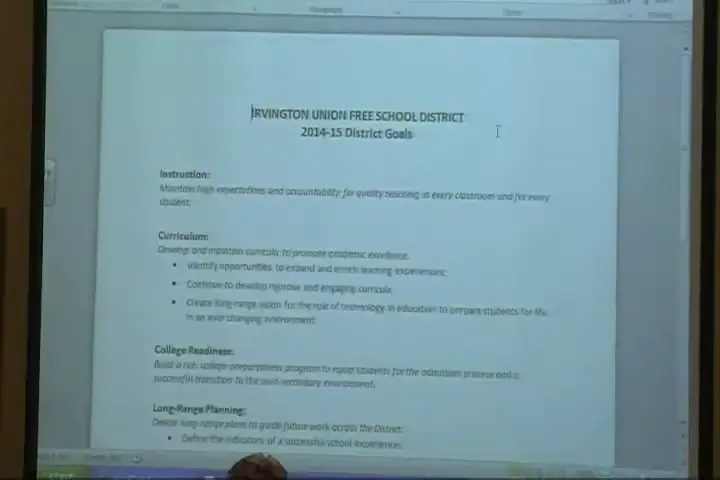 IRVINGTON UNION FREE SCHOOL DISTRICT
2014-15 District Goals
Instruction:
Maintain high expectations and accountability for quality teaching in every classroom and for every
student.
Curriculum:
Develop and maintain curricula to promote academic excellence.
• Identify opportunities to expand and enrich learning experiences;
• Continue to develop rigorous and engaging curricula
• Create long-range vision for the role of technology in education to prepare students for life
in an ever changing environment
College Readiness:
Build a rich college preparedness program to equip students for the admission process and a
successful transition to the post-secondary environment.
Long-Range Planning:
Devise long-range plans to guide future work across the District:
• Define the indicators of a successful school experience;